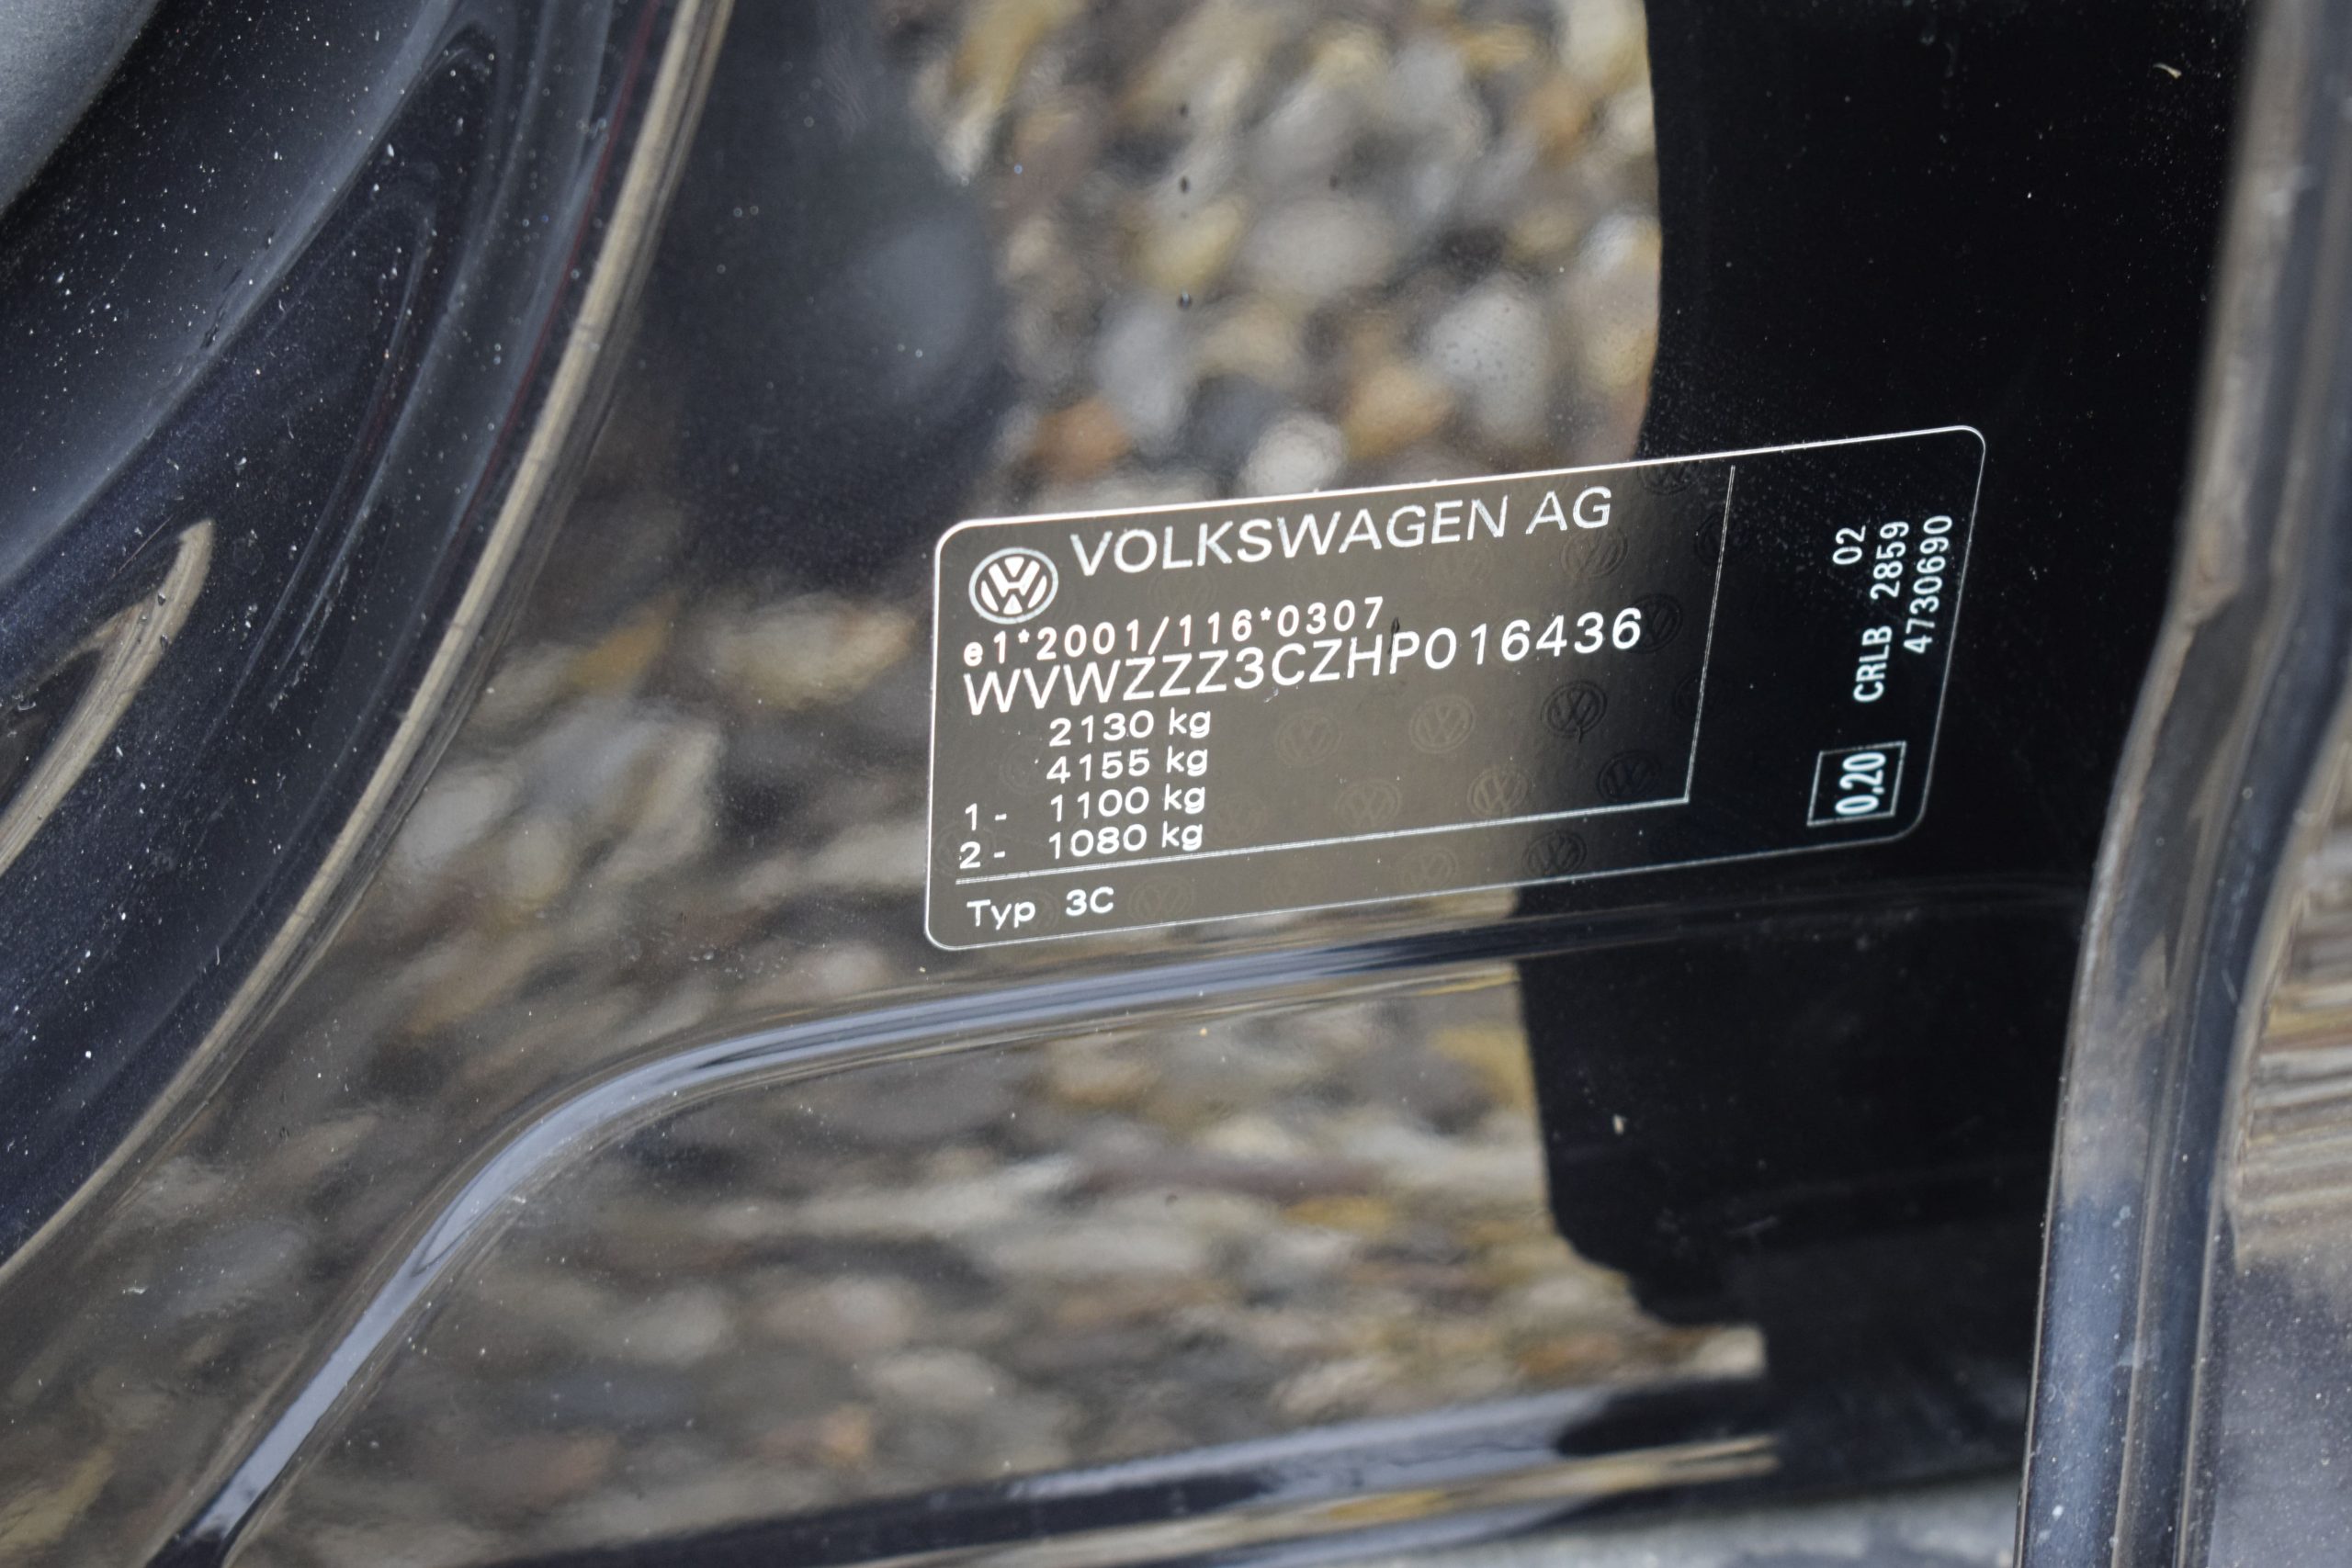 VOLKSWAGEN AG
e1*2001/116*0307
WVWZZZ3CZHP016436
2130 kg
4155 kg
1 - 1100 kg
2 - 1080 kg
Typ 3C
02
CRLB 2859
4730690
0,20